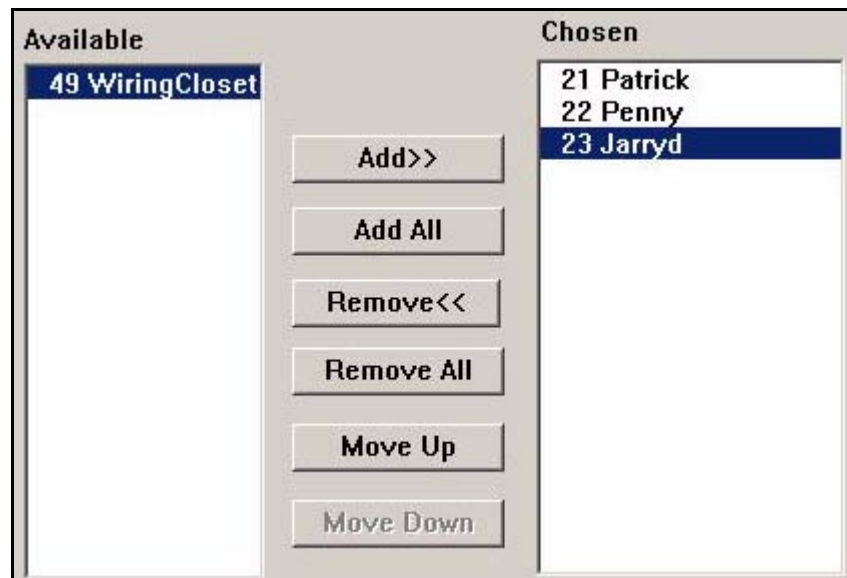 Available
49 WiringCloset
Add>>
Add All
Remove<<
Remove All
Move Up
Move Down
Chosen
21 Patrick
22 Penny
23 Jarryd